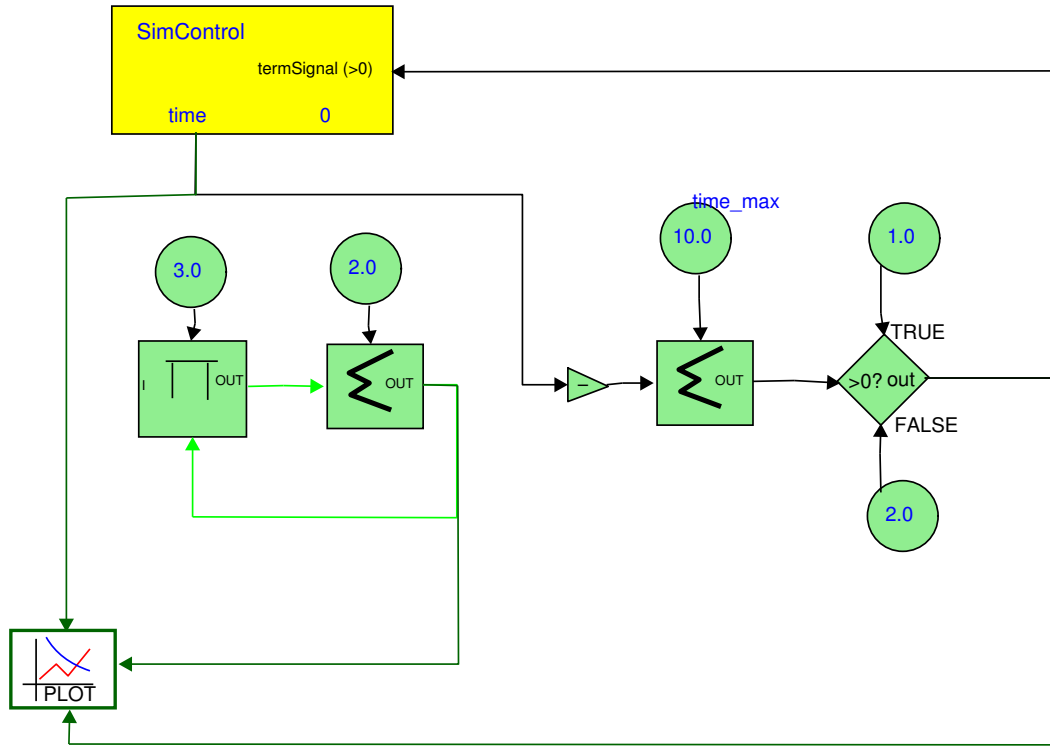 SimControl
termSignal (>0)
time 0
time_max
10.0
1.0
3.0
2.0
TRUE
I
OUT
OUT
−
OUT
>0? out
FALSE
2.0
PLOT